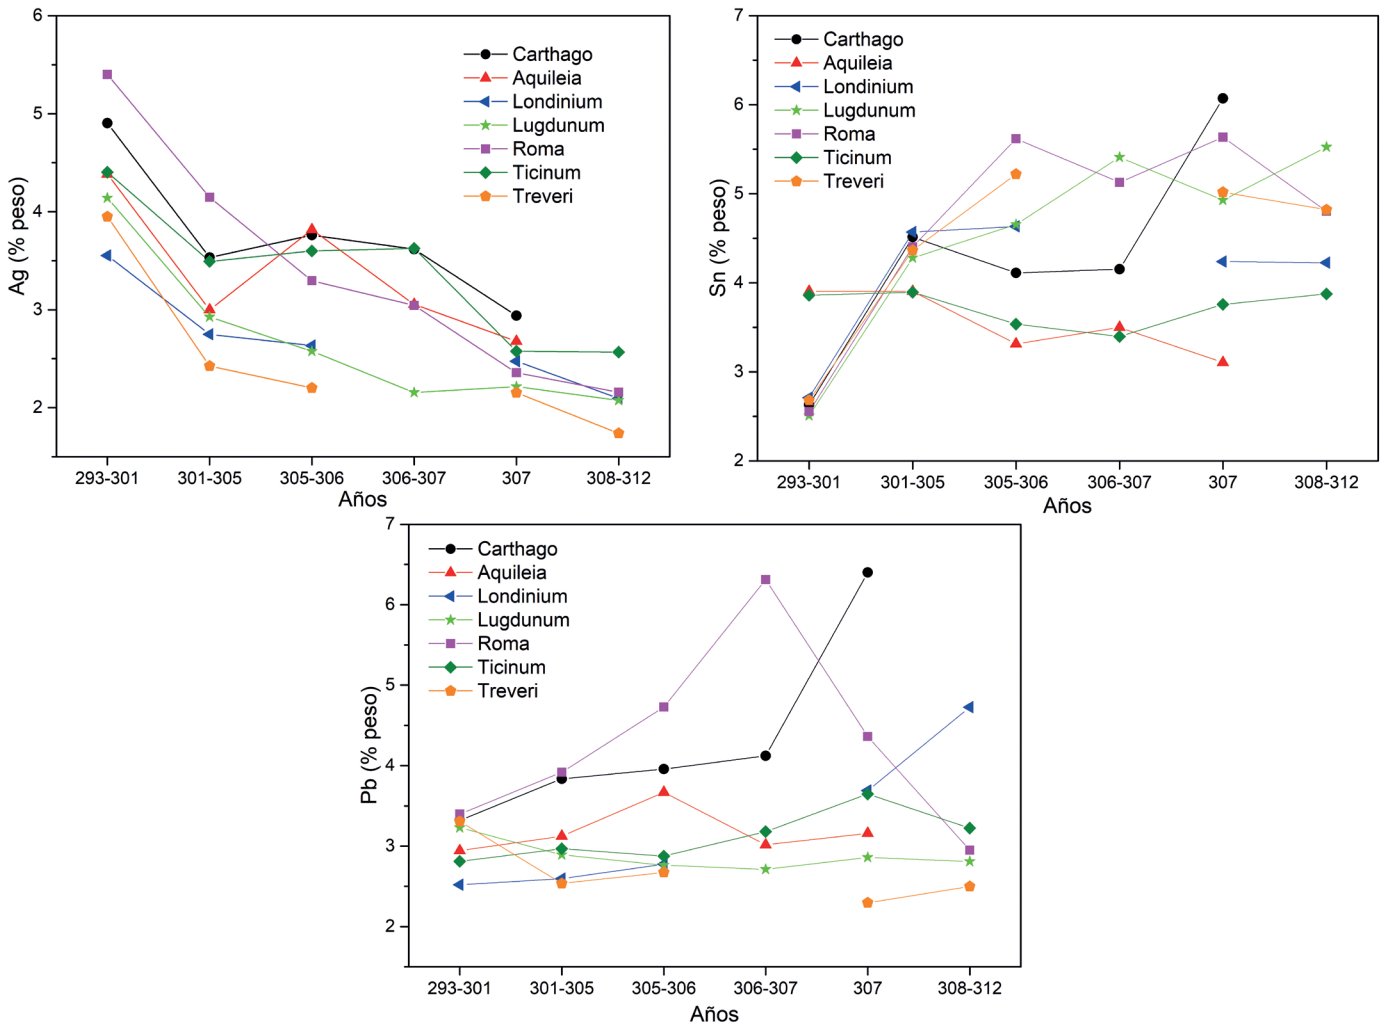 6
5
4
3
2
Ag (% peso)
Carthago
Aquileia
Londinium
Lugdunum
Roma
Ticinum
Treveri
293-301 301-305 305-306 306-307 307 308-312
Años
7
6
5
4
3
2
Sn (% peso)
Carthago
Aquileia
Londinium
Lugdunum
Roma
Ticinum
Treveri
293-301 301-305 305-306 306-307 307 308-312
Años
7
6
5
4
3
2
Pb (% peso)
Carthago
Aquileia
Londinium
Lugdunum
Roma
Ticinum
Treveri
293-301 301-305 305-306 306-307 307 308-312
Años